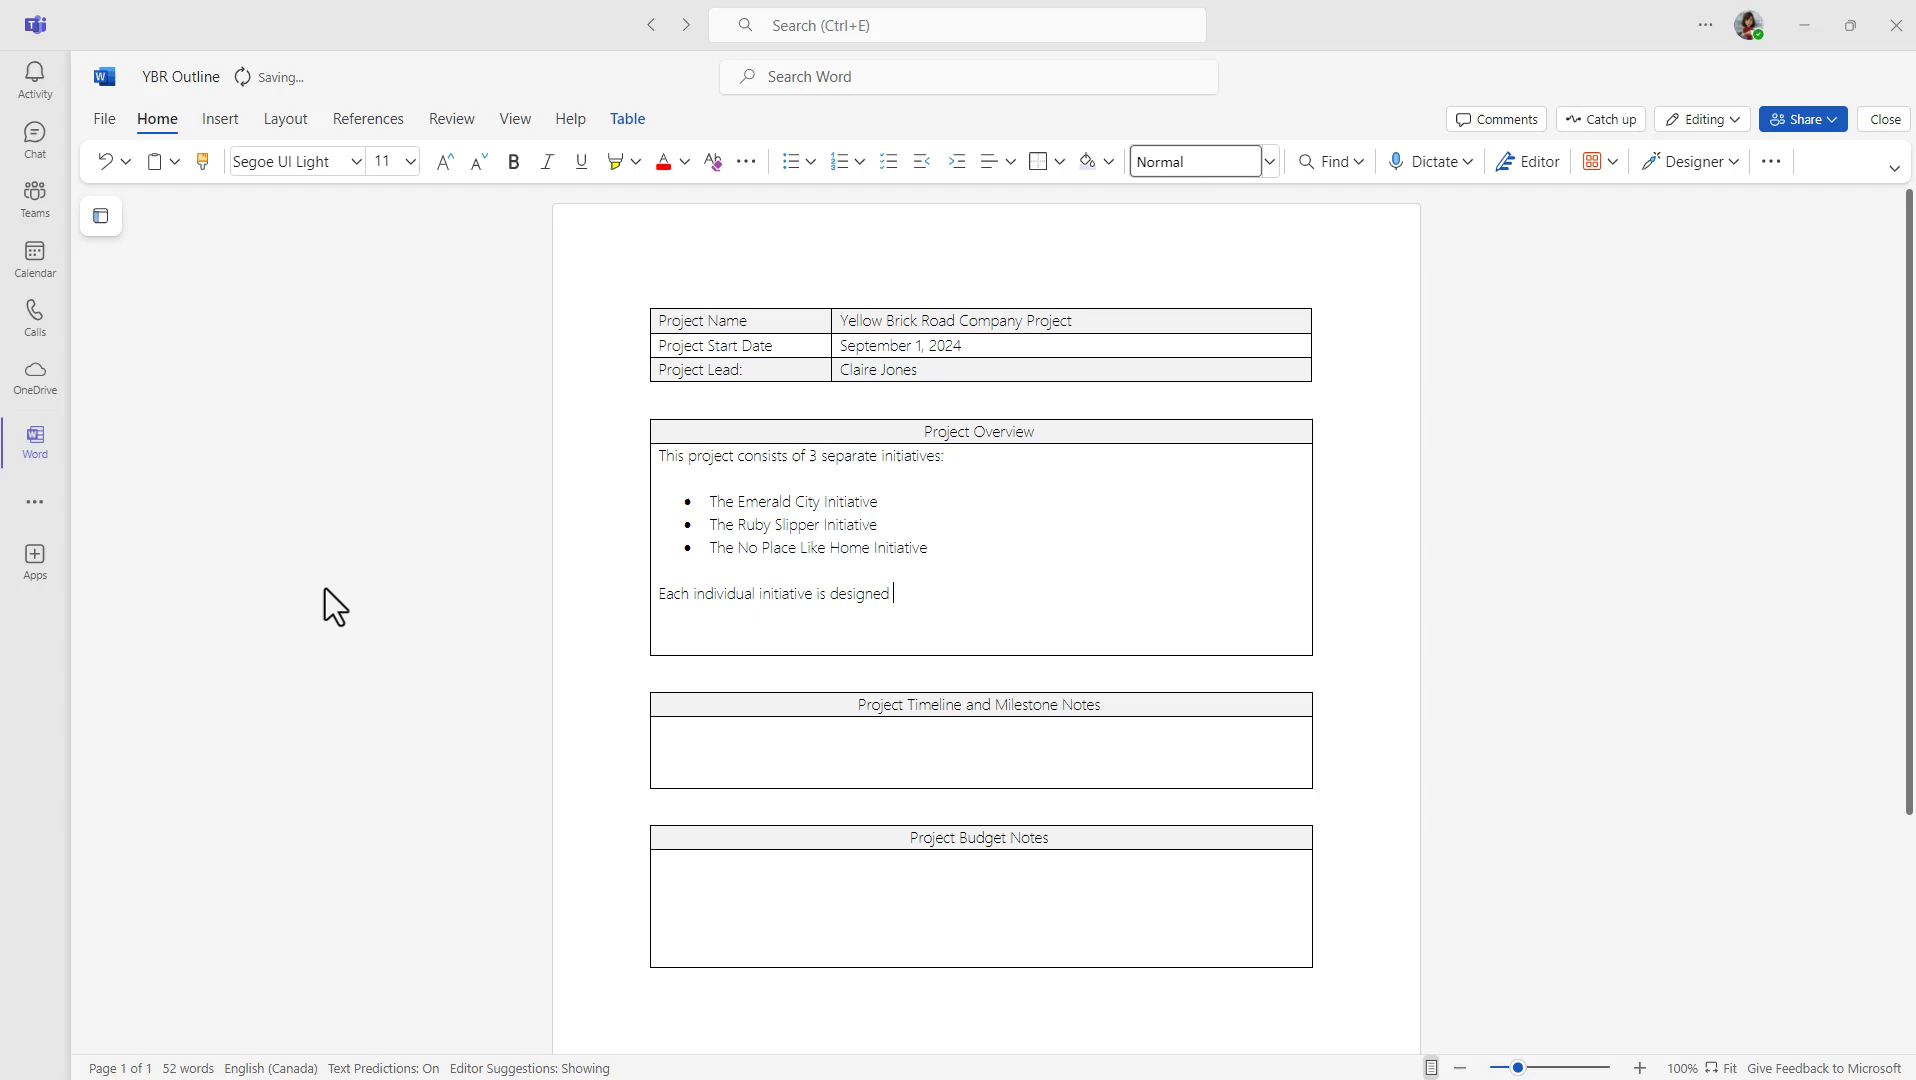 Search (Ctrl+E)
YBR Outline Saving...
Search Word
File Home Insert Layout References Review View Help Table
Comments Catch up Editing Share Close
Segoe UI Light 11 Normal Find Dictate Editor Designer
Activity
Chat
Teams
Calendar
Calls
OneDrive
Word
Apps
Project Name Yellow Brick Road Company Project
Project Start Date September 1, 2024
Project Lead: Claire Jones
Project Overview
This project consists of 3 separate initiatives:
• The Emerald City Initiative
• The Ruby Slipper Initiative
• The No Place Like Home Initiative
Each individual initiative is designed
Project Timeline and Milestone Notes
Project Budget Notes
Page 1 of 1 52 words English (Canada) Text Predictions: On Editor Suggestions: Showing 100% Fit Give Feedback to Microsoft